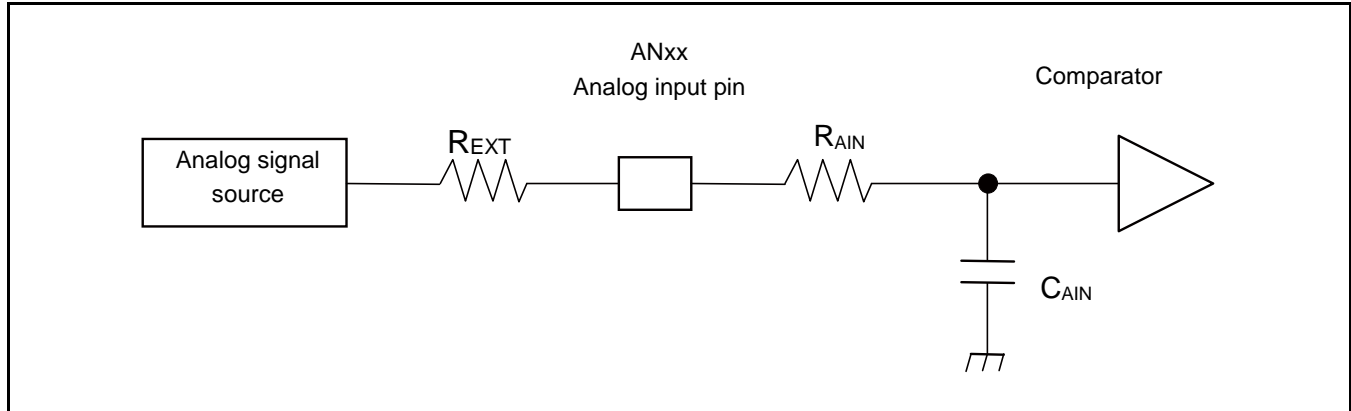 ANxx
Analog input pin
Comparator
Analog signal
source
REXT
RAIN
CAIN